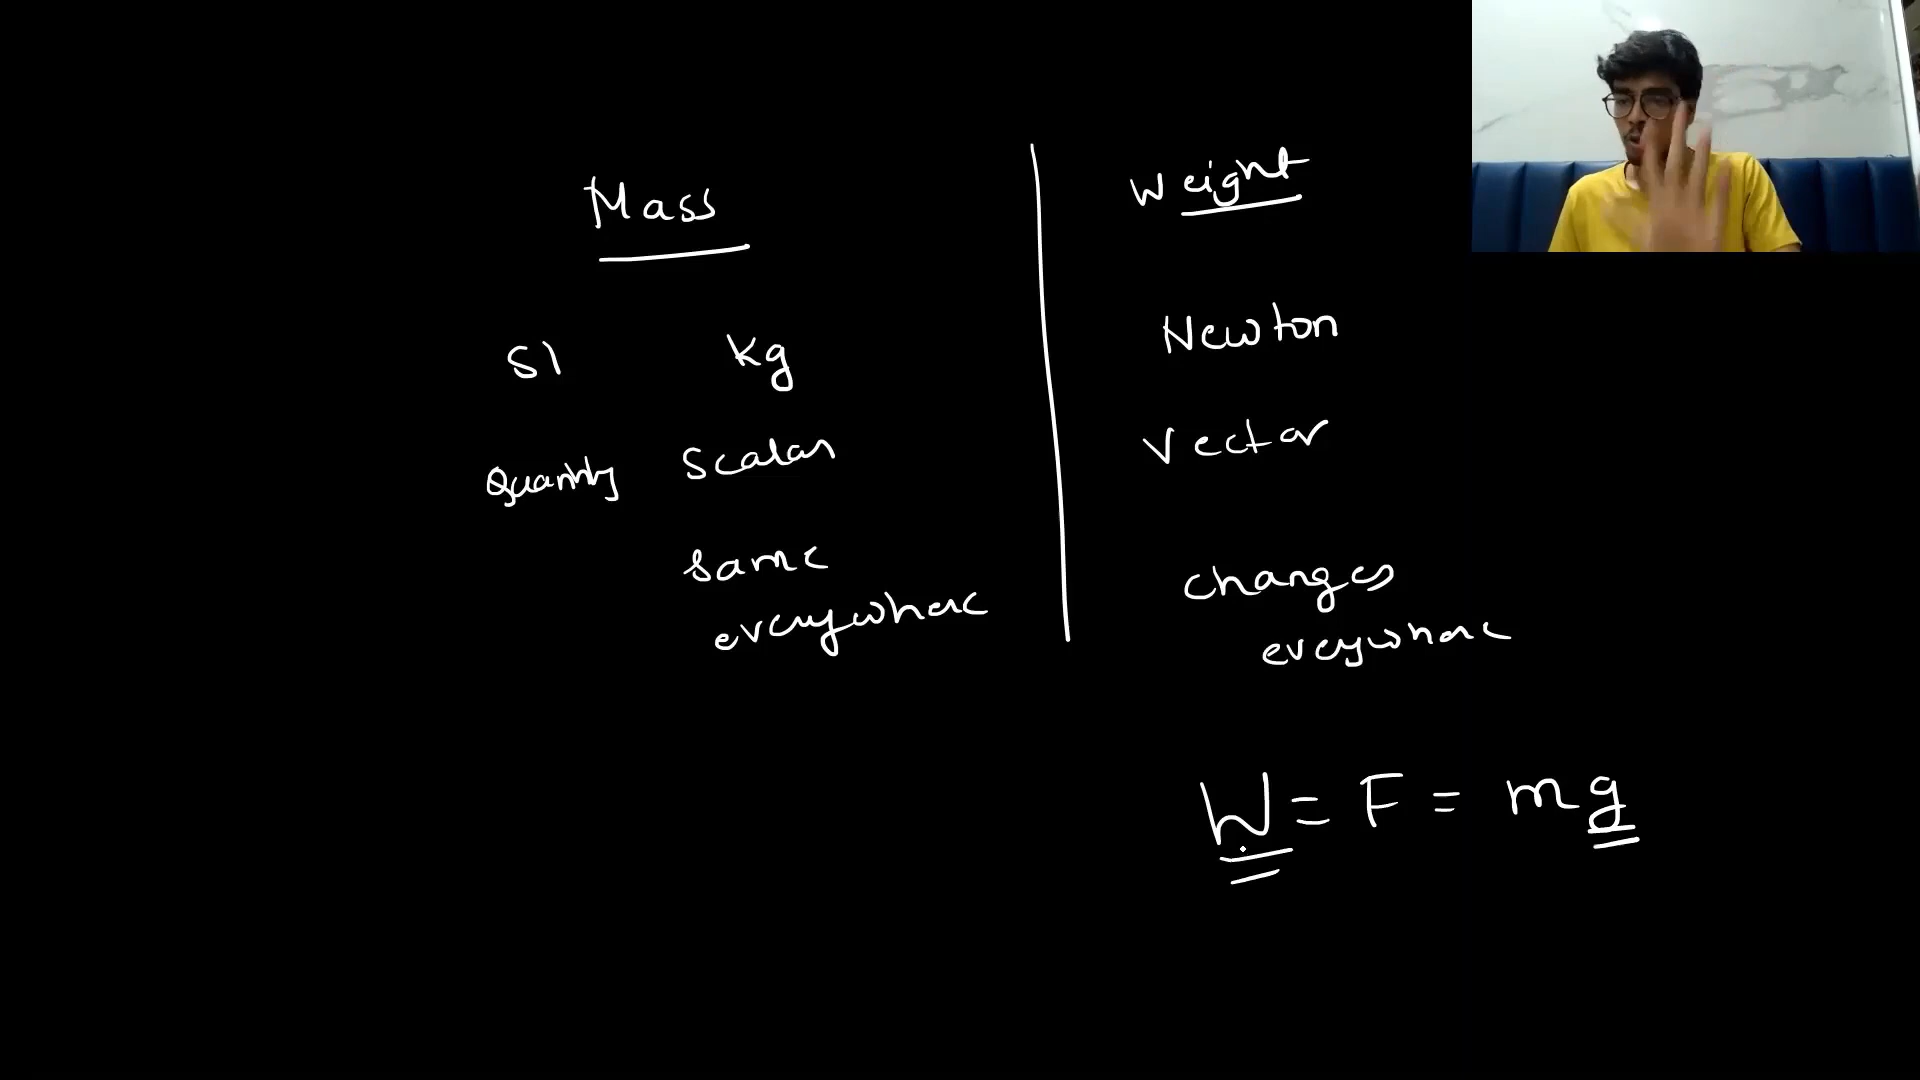 Mass
Weight
SI Kg
Newton
Quantity Scalar
Vector
Same
everywhere
Changes
everywhere
W = F = mg